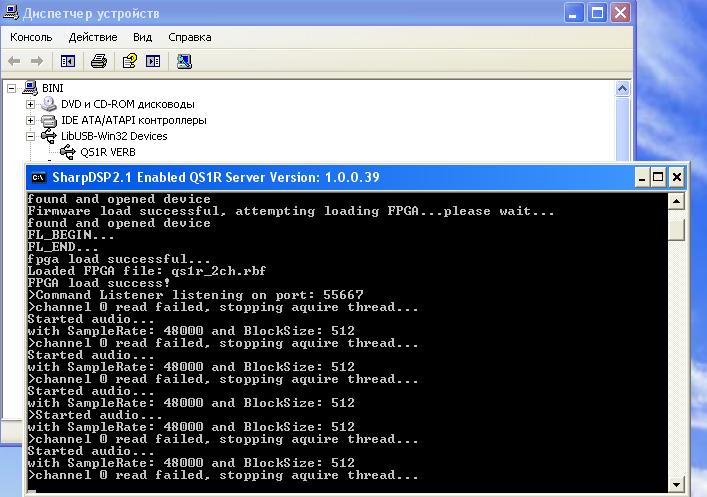 Диспетчер устройств
Консоль Действие Вид Справка
BINI
DVD и CD-ROM дисководы
IDE ATA/ATAPI контроллеры
LibUSB-Win32 Devices
QS1R VERB
C:\ SharpDSP2.1 Enabled QS1R Server Version: 1.0.0.39
found and opened device
Firmware load successful, attempting loading FPGA...please wait...
found and opened device
FL_BEGIN...
FL_END...
fpga load successful...
Loaded FPGA file: qs1r_2ch.rbf
FPGA load success!
>Command Listener listening on port: 55667
>channel 0 read failed, stopping aquire thread...
Started audio...
with SampleRate: 48000 and BlockSize: 512
>channel 0 read failed, stopping aquire thread...
Started audio...
with SampleRate: 48000 and BlockSize: 512
>channel 0 read failed, stopping aquire thread...
Started audio...
with SampleRate: 48000 and BlockSize: 512
>Started audio...
with SampleRate: 48000 and BlockSize: 512
>channel 0 read failed, stopping aquire thread...
Started audio...
with SampleRate: 48000 and BlockSize: 512
>channel 0 read failed, stopping aquire thread...